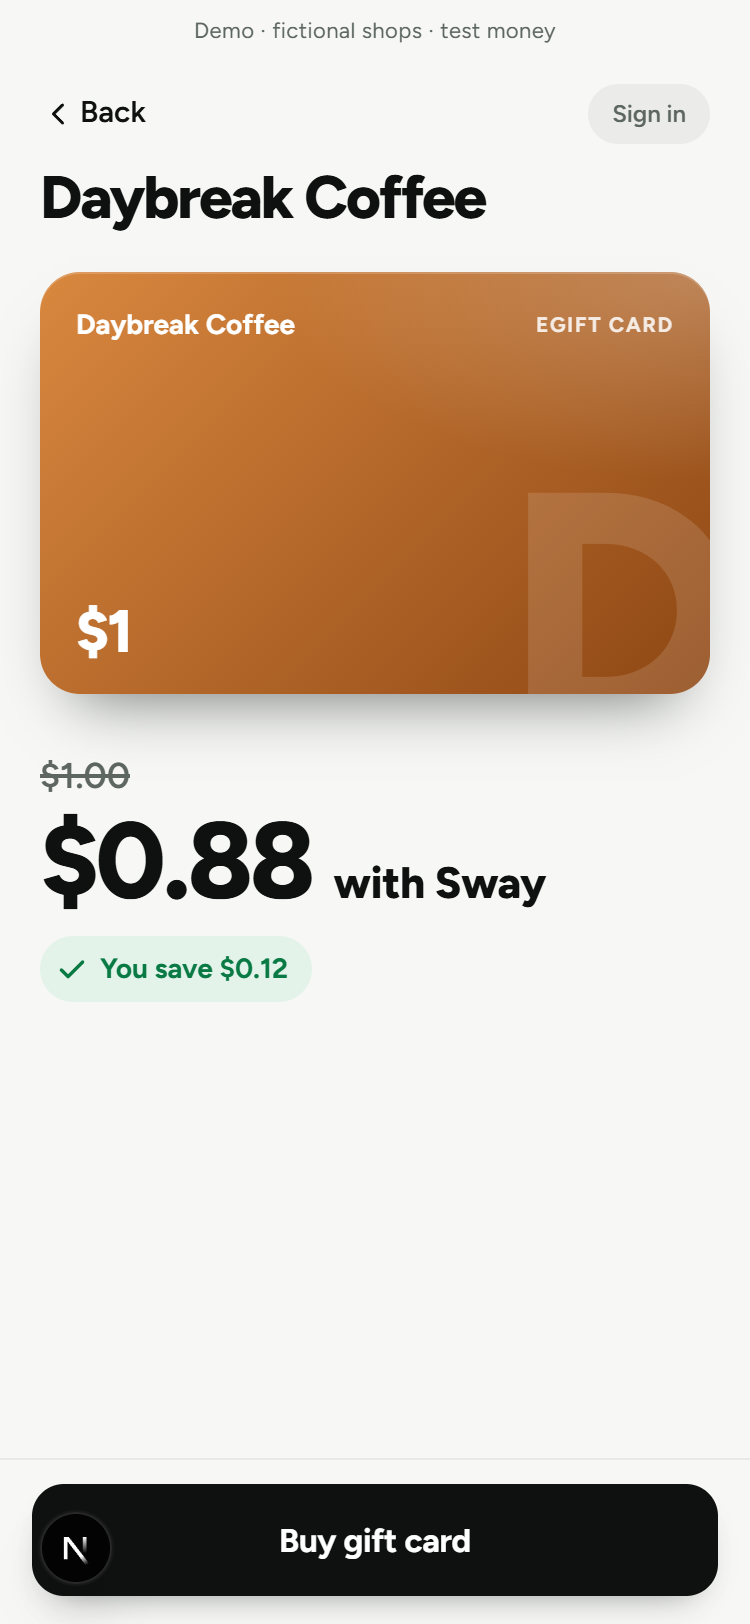 Demo · fictional shops · test money
Back
Sign in
Daybreak Coffee
Daybreak Coffee
EGIFT CARD
D
$1
$1.00
$0.88 with Sway
You save $0.12
Buy gift card
N